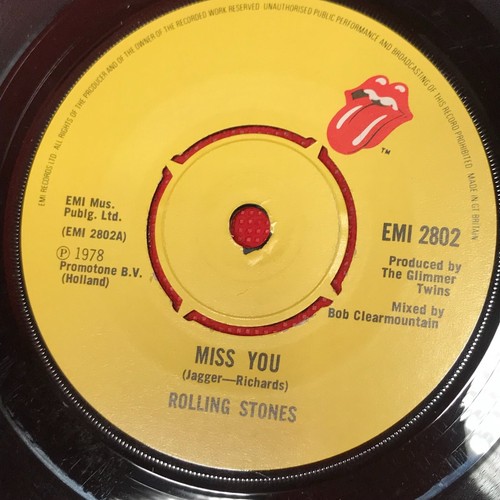 EMI RECORDS LTD. ALL RIGHTS OF THE PRODUCER AND OF THE OWNER OF THE RECORDED WORK RESERVED UNAUTHORISED PUBLIC PERFORMANCE AND BROADCASTING OF THIS RECORD PROHIBITED. MADE IN GT BRITAIN
TM
EMI Mus.
Publg. Ltd.
(EMI 2802A)
℗ 1978
Promotone B.V.
(Holland)
EMI 2802
Produced by
The Glimmer
Twins
Mixed by
Bob Clearmountain
MISS YOU
(Jagger—Richards)
ROLLING STONES